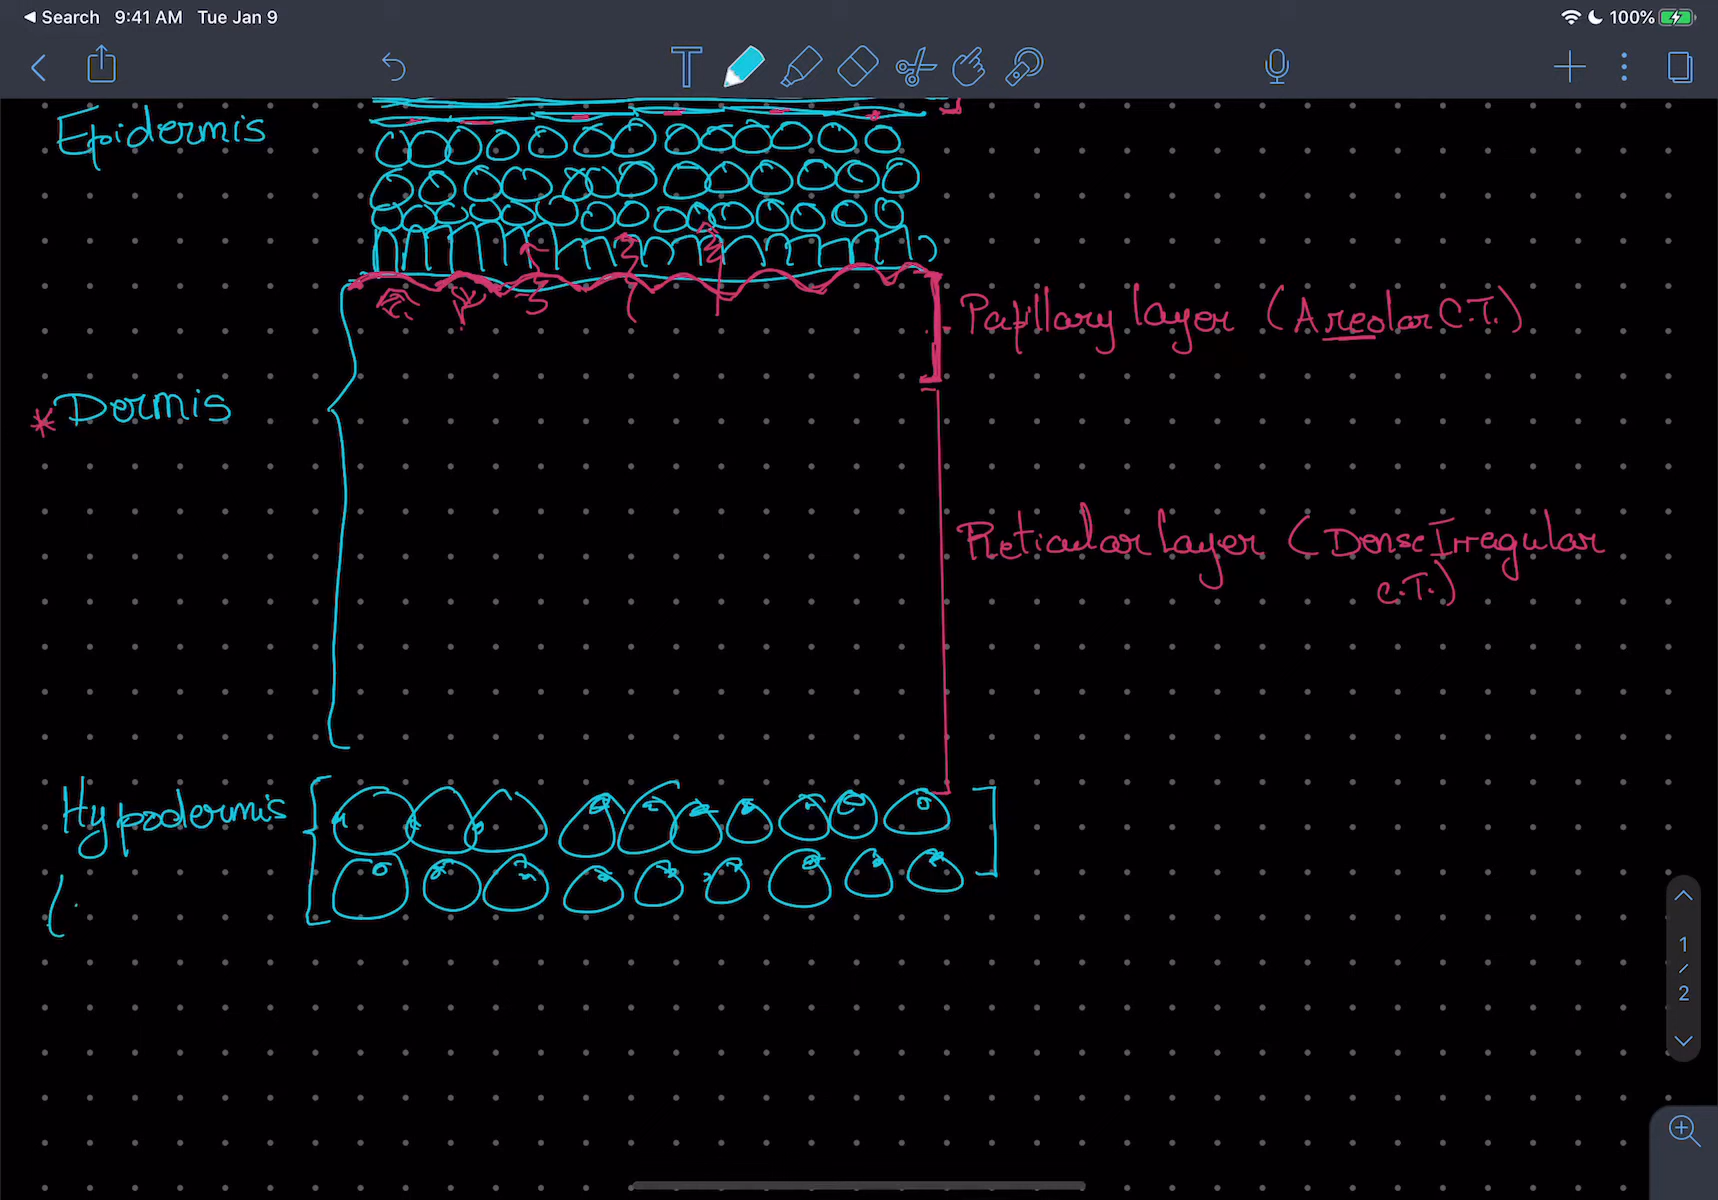 Search 9:41 AM Tue Jan 9 100%
T
Epidermis
Papillary layer (Areolar C.T.)
* Dermis
Reticular Layer (Dense Irregular
C.T.)
Hypodermis
(
1
/
2